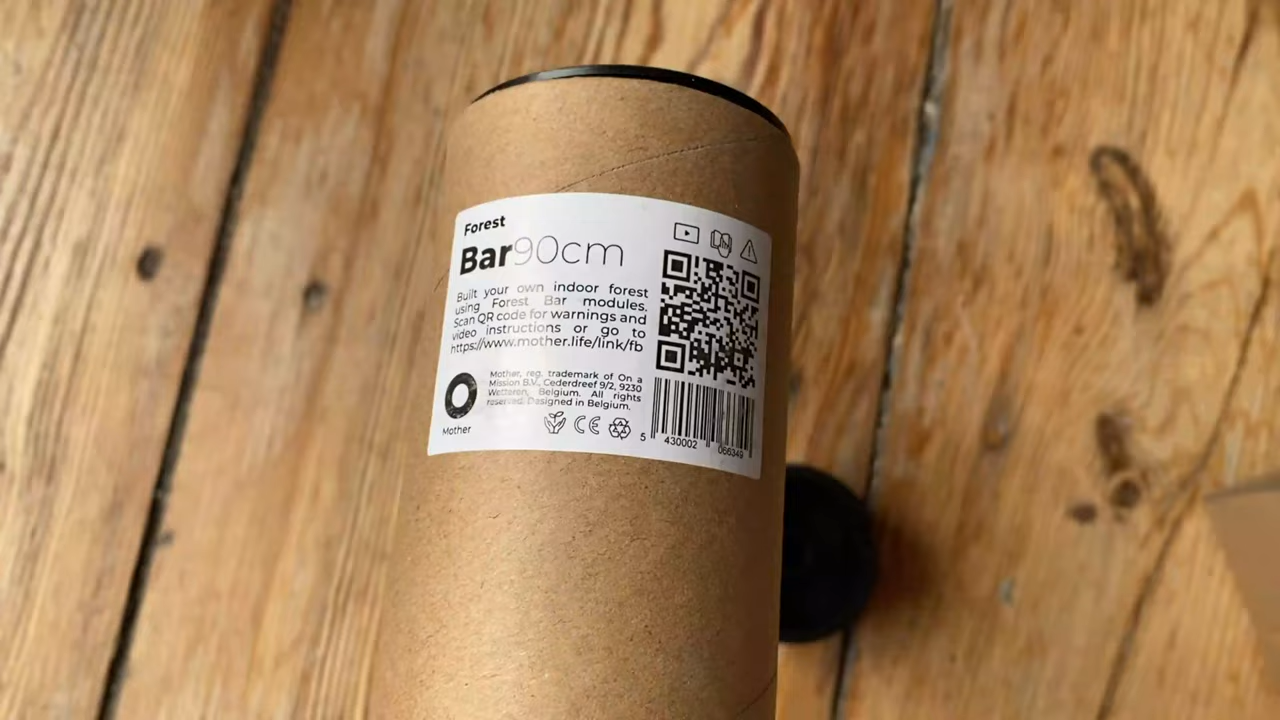 Forest
Bar90cm
Built your own indoor forest
using Forest Bar modules.
Scan QR code for warnings and
video instructions or go to
https://www.mother.life/link/fb
Mother, reg. trademark of On a
Mission B.V., Cederdreef 9/2, 9230
Wetteren, Belgium. All rights
reserved. Designed in Belgium.
Mother
CE
5 430002 066349